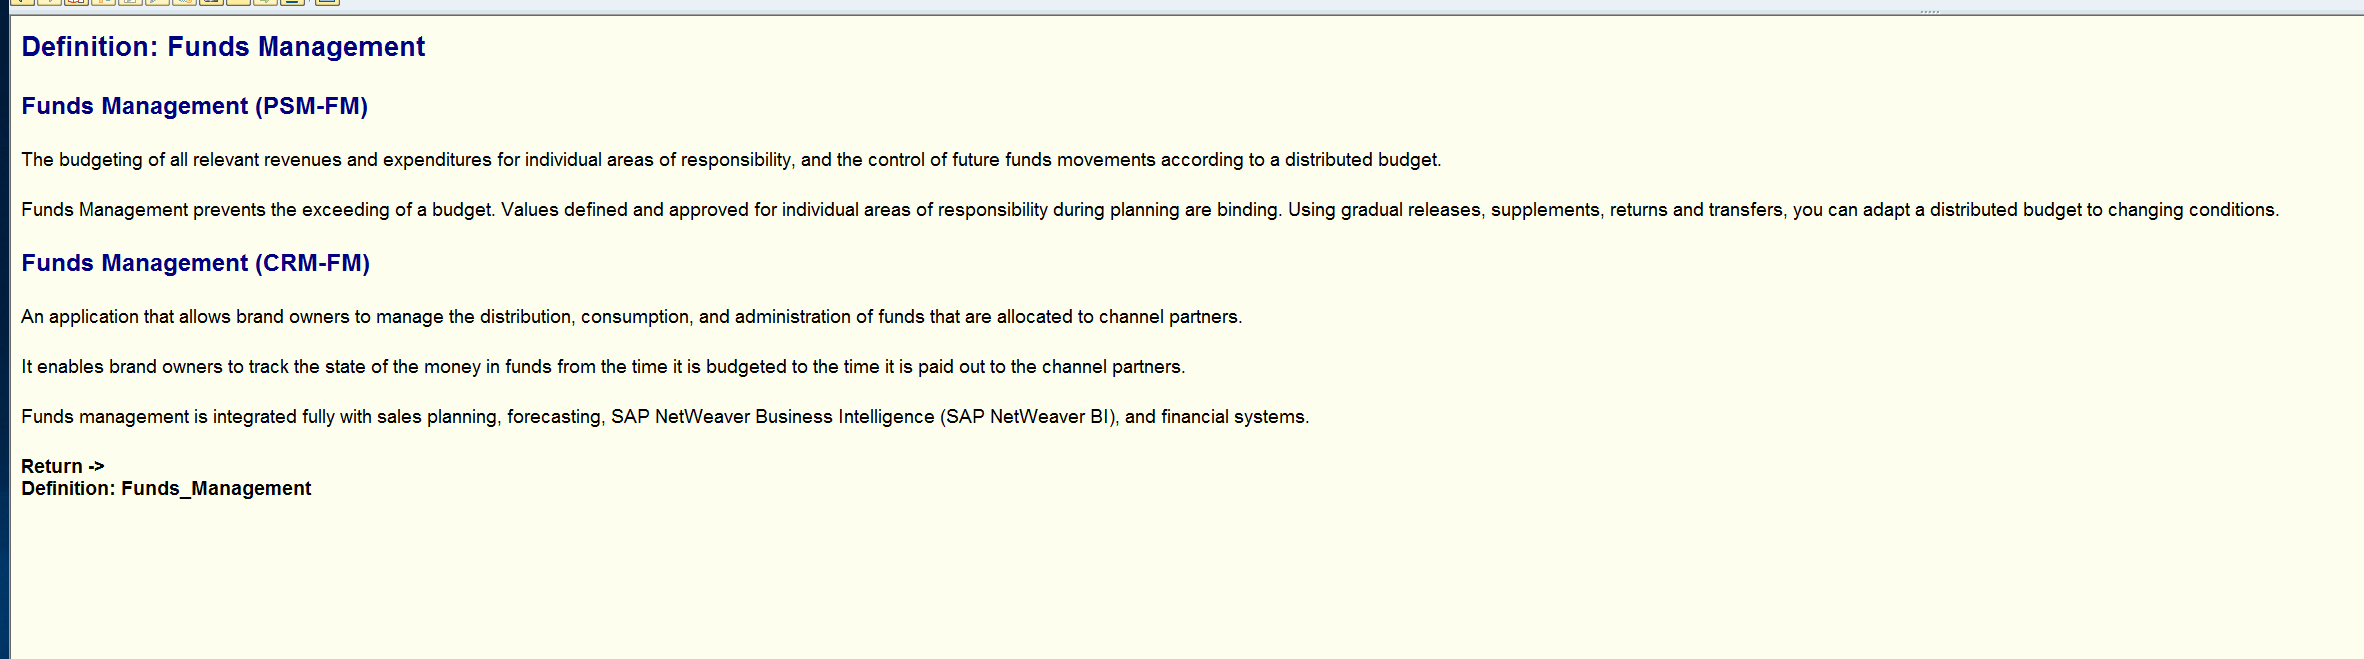 Definition: Funds Management
Funds Management (PSM-FM)
The budgeting of all relevant revenues and expenditures for individual areas of responsibility, and the control of future funds movements according to a distributed budget.
Funds Management prevents the exceeding of a budget. Values defined and approved for individual areas of responsibility during planning are binding. Using gradual releases, supplements, returns and transfers, you can adapt a distributed budget to changing conditions.
Funds Management (CRM-FM)
An application that allows brand owners to manage the distribution, consumption, and administration of funds that are allocated to channel partners.
It enables brand owners to track the state of the money in funds from the time it is budgeted to the time it is paid out to the channel partners.
Funds management is integrated fully with sales planning, forecasting, SAP NetWeaver Business Intelligence (SAP NetWeaver BI), and financial systems.
Return ->
Definition: Funds_Management